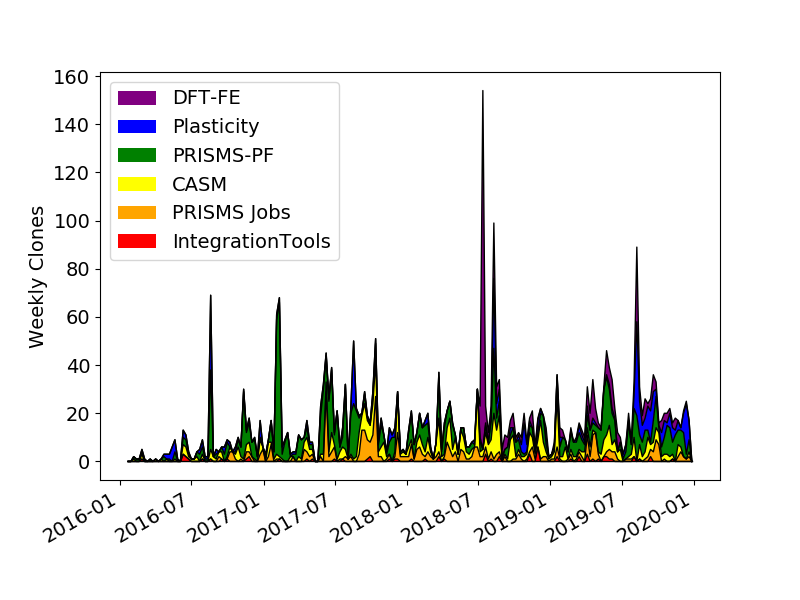 160
140
120
100
80
60
40
20
0
Weekly Clones
DFT-FE
Plasticity
PRISMS-PF
CASM
PRISMS Jobs
IntegrationTools
2016-01
2016-07
2017-01
2017-07
2018-01
2018-07
2019-01
2019-07
2020-01